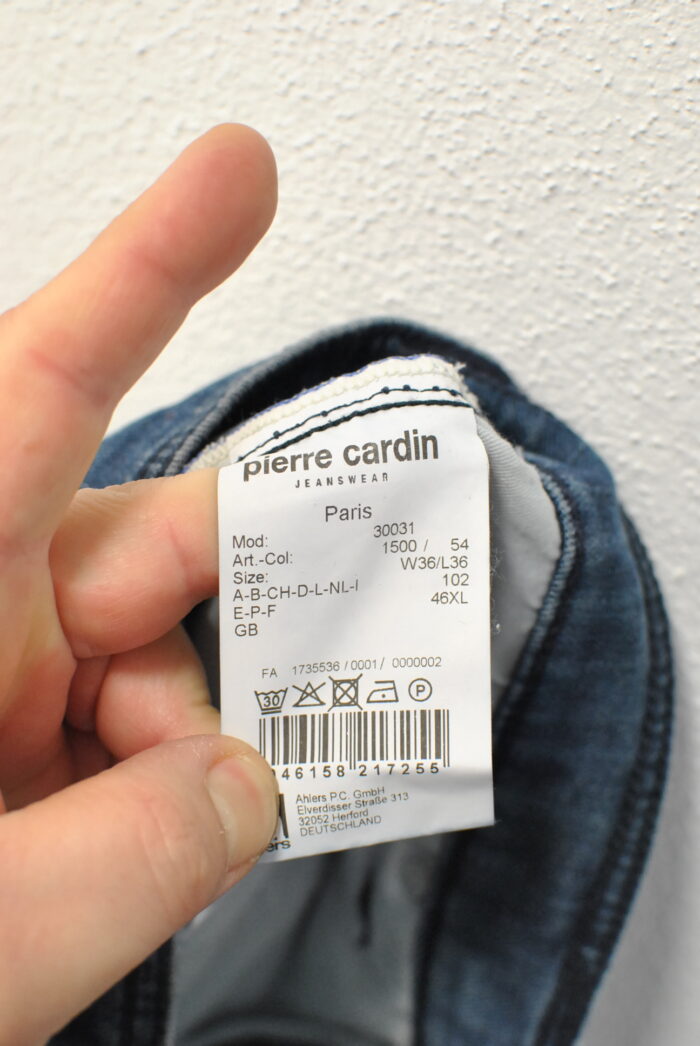 pierre cardin
JEANSWEAR
Paris
Mod: 30031
Art.-Col: 1500 / 54
Size: W36/L36
A-B-CH-D-L-NL-I 102
E-P-F 46XL
GB
FA 1735536 / 0001 / 0000002
30 P
46158 217255
Ahlers P.C. GmbH
Elverdisser Straße 313
32052 Herford
DEUTSCHLAND